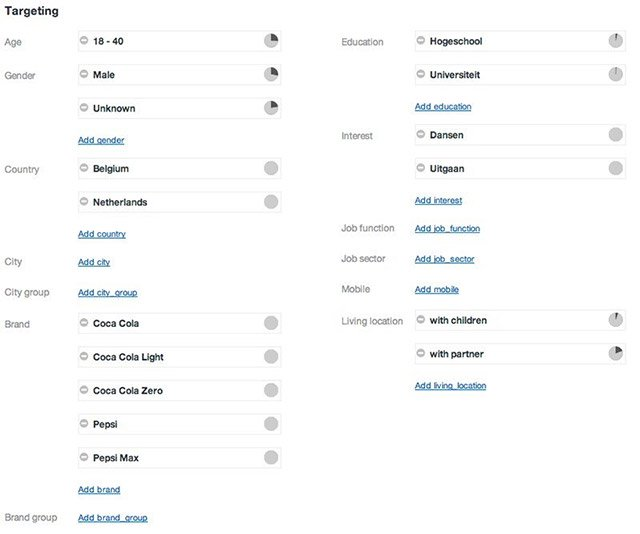 Targeting
Age
18 - 40
Gender
Male
Unknown
Add gender
Country
Belgium
Netherlands
Add country
City
Add city
City group
Add city_group
Brand
Coca Cola
Coca Cola Light
Coca Cola Zero
Pepsi
Pepsi Max
Add brand
Brand group
Add brand_group
Education
Hogeschool
Universiteit
Add education
Interest
Dansen
Uitgaan
Add interest
Job function
Add job_function
Job sector
Add job_sector
Mobile
Add mobile
Living location
with children
with partner
Add living_location